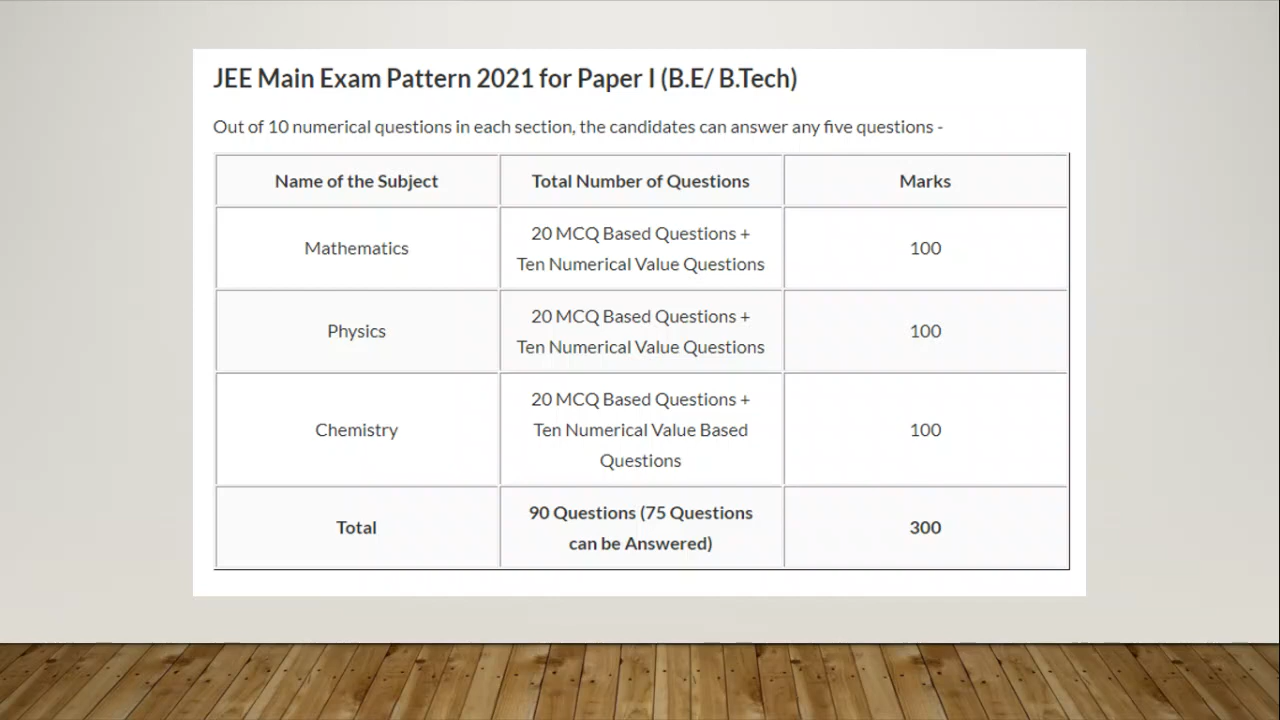 JEE Main Exam Pattern 2021 for Paper I (B.E/ B.Tech)
Out of 10 numerical questions in each section, the candidates can answer any five questions -
Name of the Subject
Total Number of Questions
Marks
Mathematics
20 MCQ Based Questions +
Ten Numerical Value Questions
100
Physics
20 MCQ Based Questions +
Ten Numerical Value Questions
100
Chemistry
20 MCQ Based Questions +
Ten Numerical Value Based
Questions
100
Total
90 Questions (75 Questions
can be Answered)
300